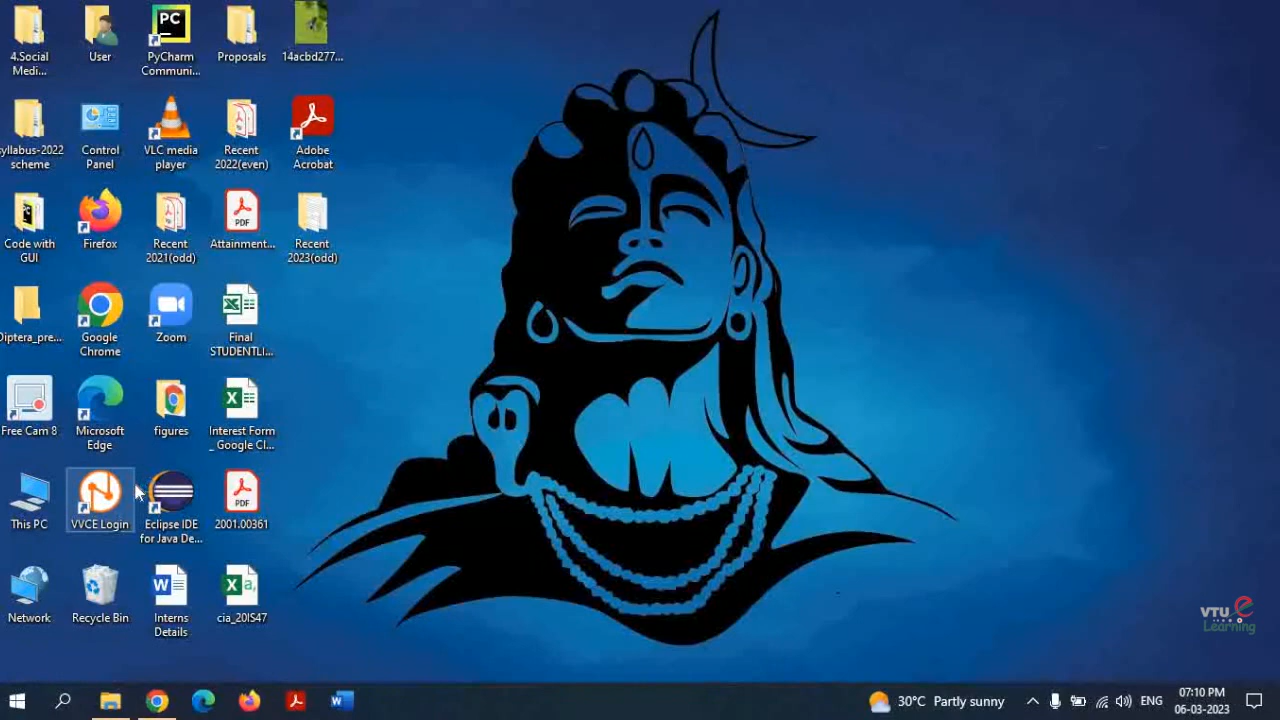 4.Social
Medi...
User
PC
PyCharm
Communi...
Proposals
14acbd277...
syllabus-2022
scheme
Control
Panel
VLC media
player
Recent
2022(even)
Adobe
Acrobat
Code with
GUI
Firefox
Recent
2021(odd)
PDF
Attainment...
Recent
2023(odd)
Diptera_pre...
Google
Chrome
Zoom
Final
STUDENTLI...
Free Cam 8
Microsoft
Edge
figures
Interest Form
_ Google Cl...
This PC
VVCE Login
Eclipse IDE
for Java De...
PDF
2001.00361
Network
Recycle Bin
Interns
Details
cia_20IS47
VTU e
Learning
30°C Partly sunny
ENG
07:10 PM
06-03-2023